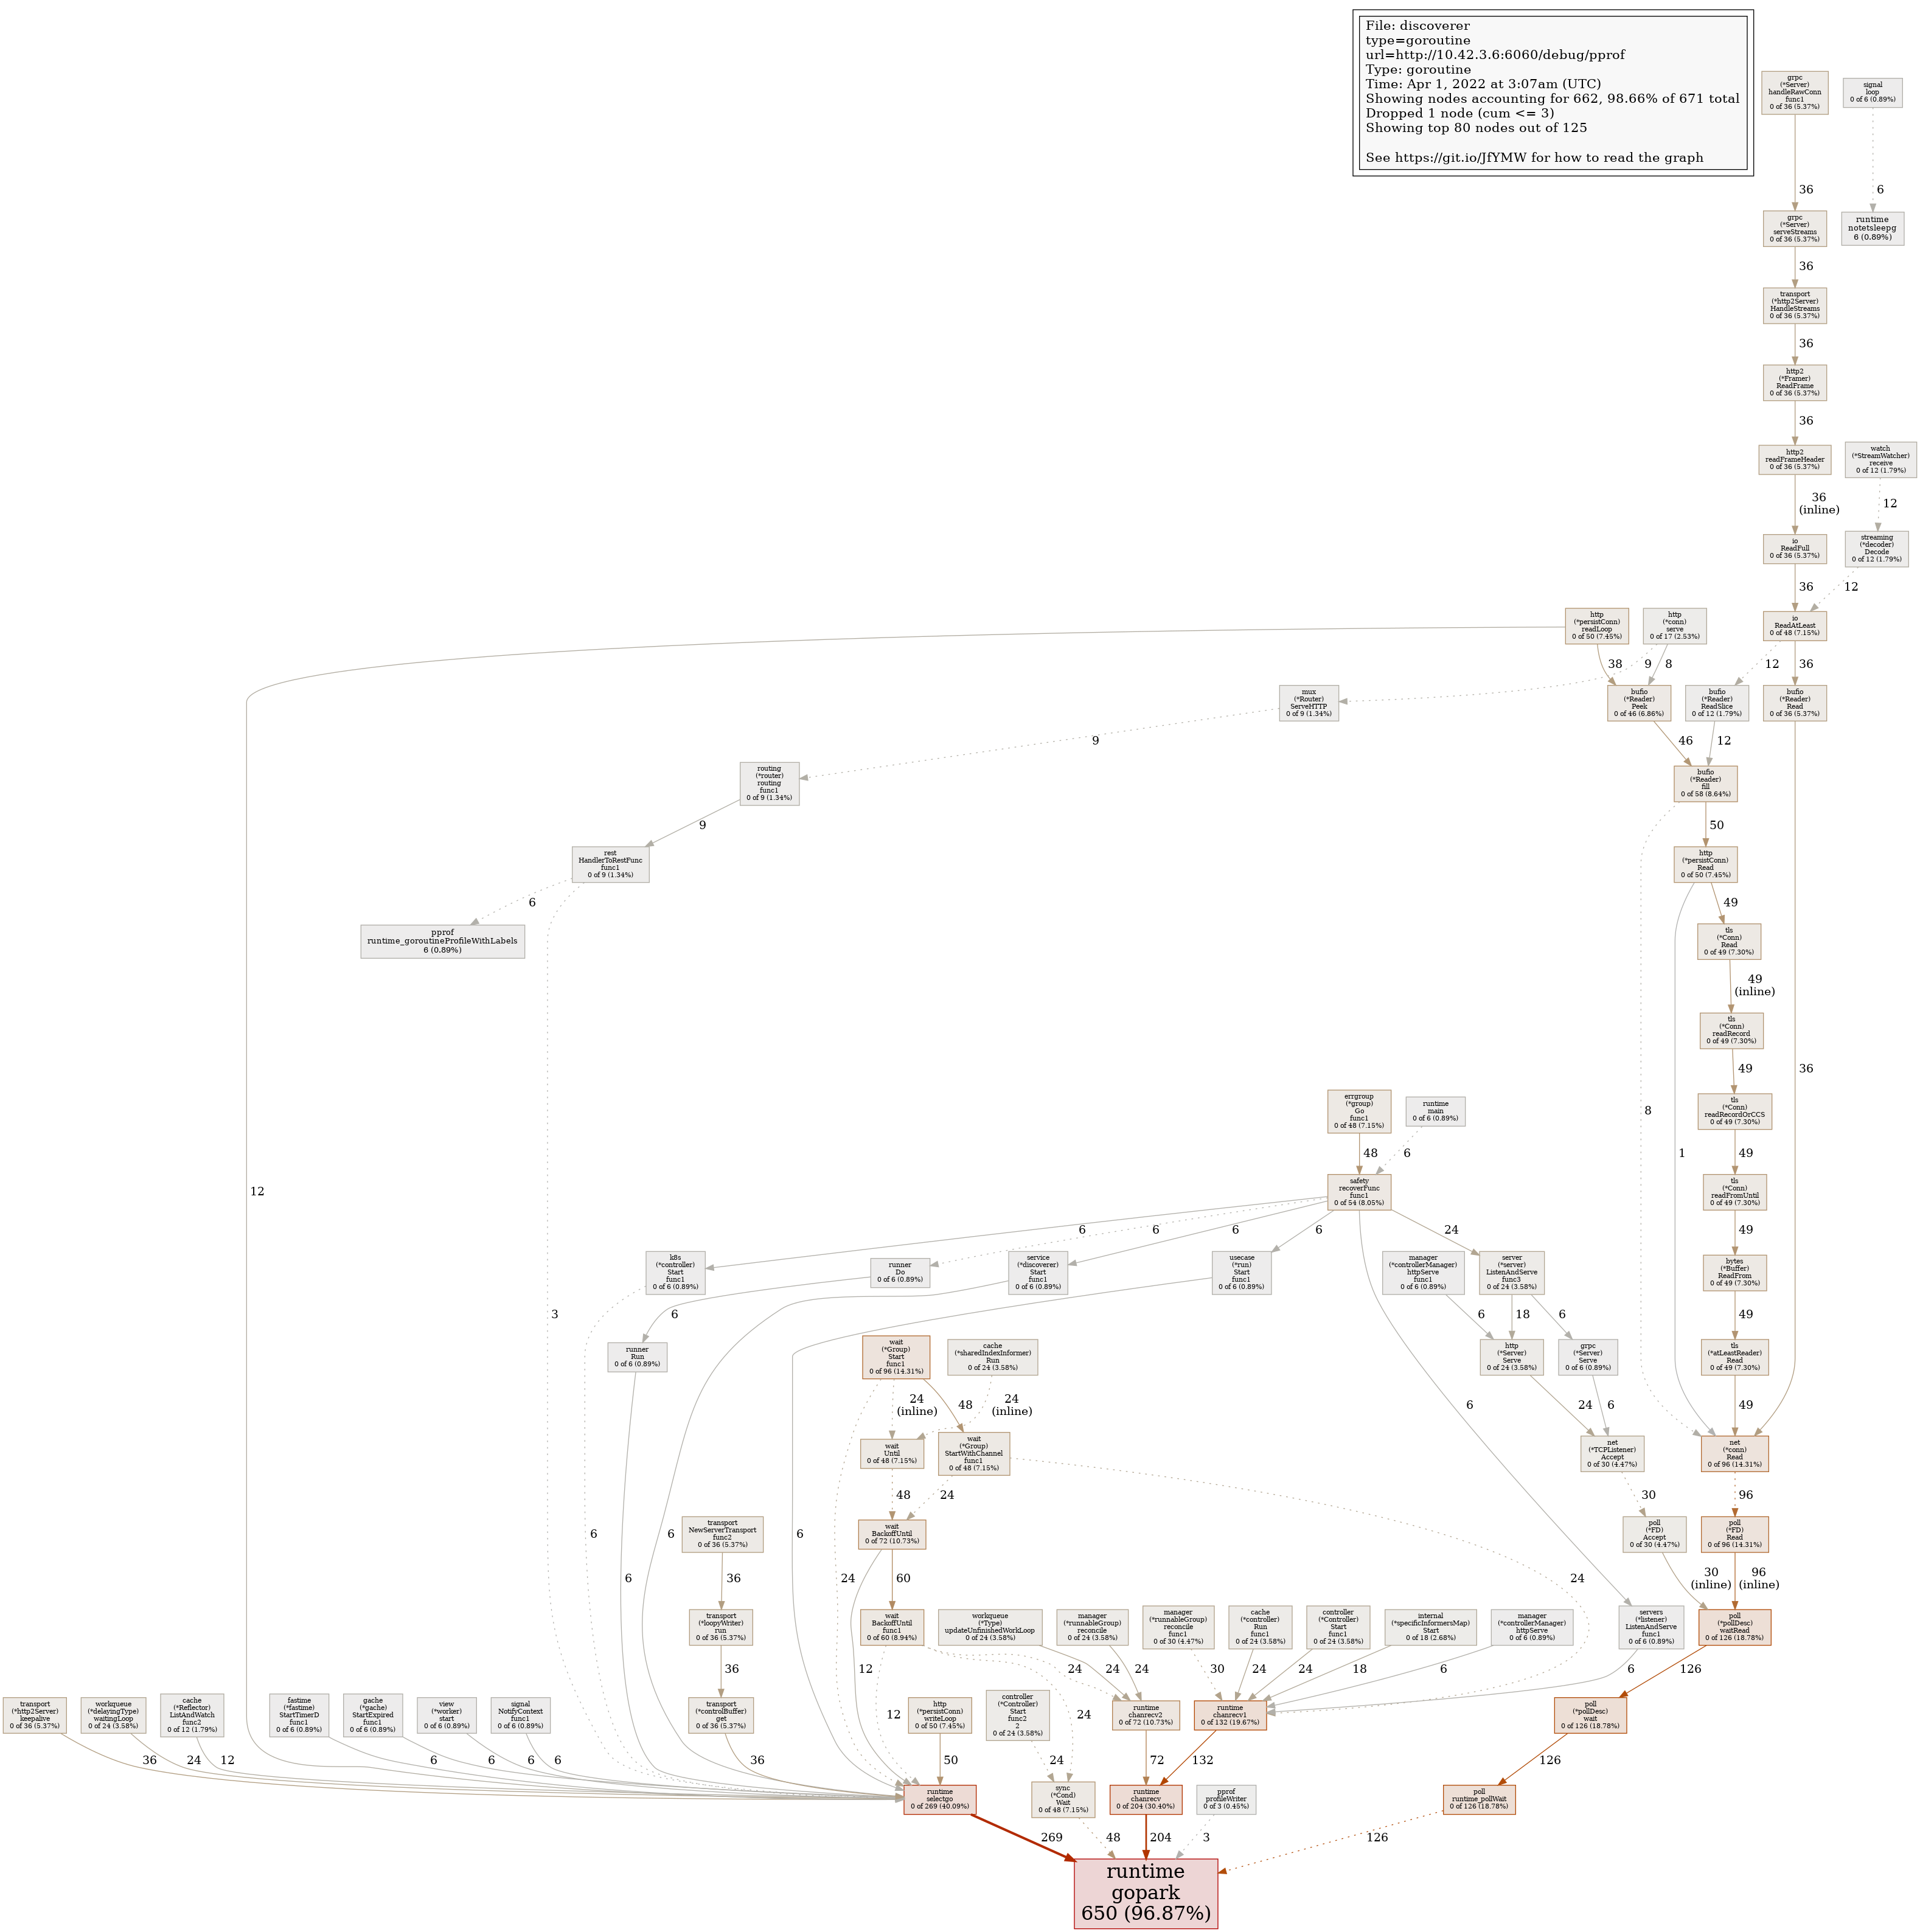 File: discoverer
type=goroutine
url=http://10.42.3.6:6060/debug/pprof
Type: goroutine
Time: Apr 1, 2022 at 3:07am (UTC)
Showing nodes accounting for 662, 98.66% of 671 total
Dropped 1 node (cum <= 3)
Showing top 80 nodes out of 125
See https://git.io/JfYMW for how to read the graph
grpc
(*Server)
handleRawConn
func1
0 of 36 (5.37%)
signal
loop
0 of 6 (0.89%)
36
6
grpc
(*Server)
serveStreams
0 of 36 (5.37%)
runtime
notetsleepg
6 (0.89%)
36
transport
(*http2Server)
HandleStreams
0 of 36 (5.37%)
36
http2
(*Framer)
ReadFrame
0 of 36 (5.37%)
36
http2
readFrameHeader
0 of 36 (5.37%)
watch
(*StreamWatcher)
receive
0 of 12 (1.79%)
36
(inline)
12
io
ReadFull
0 of 36 (5.37%)
streaming
(*decoder)
Decode
0 of 12 (1.79%)
36
12
http
(*persistConn)
readLoop
0 of 50 (7.45%)
http
(*conn)
serve
0 of 17 (2.53%)
io
ReadAtLeast
0 of 48 (7.15%)
38
9
8
12
36
mux
(*Router)
ServeHTTP
0 of 9 (1.34%)
bufio
(*Reader)
Peek
0 of 46 (6.86%)
bufio
(*Reader)
ReadSlice
0 of 12 (1.79%)
bufio
(*Reader)
Read
0 of 36 (5.37%)
9
46
12
routing
(*router)
routing
func1
0 of 9 (1.34%)
bufio
(*Reader)
fill
0 of 58 (8.64%)
9
50
rest
HandlerToRestFunc
func1
0 of 9 (1.34%)
http
(*persistConn)
Read
0 of 50 (7.45%)
6
49
pprof
runtime_goroutineProfileWithLabels
6 (0.89%)
tls
(*Conn)
Read
0 of 49 (7.30%)
49
(inline)
tls
(*Conn)
readRecord
0 of 49 (7.30%)
49
36
errgroup
(*group)
Go
func1
0 of 48 (7.15%)
runtime
main
0 of 6 (0.89%)
8
tls
(*Conn)
readRecordOrCCS
0 of 49 (7.30%)
48
6
1
49
12
safety
recoverFunc
func1
0 of 54 (8.05%)
tls
(*Conn)
readFromUntil
0 of 49 (7.30%)
6
6
6
6
24
49
k8s
(*controller)
Start
func1
0 of 6 (0.89%)
runner
Do
0 of 6 (0.89%)
service
(*discoverer)
Start
func1
0 of 6 (0.89%)
usecase
(*run)
Start
func1
0 of 6 (0.89%)
manager
(*controllerManager)
httpServe
func1
0 of 6 (0.89%)
server
(*server)
ListenAndServe
func3
0 of 24 (3.58%)
bytes
(*Buffer)
ReadFrom
0 of 49 (7.30%)
3
6
6
18
6
49
runner
Run
0 of 6 (0.89%)
wait
(*Group)
Start
func1
0 of 96 (14.31%)
cache
(*sharedIndexInformer)
Run
0 of 24 (3.58%)
http
(*Server)
Serve
0 of 24 (3.58%)
grpc
(*Server)
Serve
0 of 6 (0.89%)
tls
(*atLeastReader)
Read
0 of 49 (7.30%)
24
(inline)
48
24
(inline)
6
24
6
49
wait
Until
0 of 48 (7.15%)
wait
(*Group)
StartWithChannel
func1
0 of 48 (7.15%)
net
(*TCPListener)
Accept
0 of 30 (4.47%)
net
(*conn)
Read
0 of 96 (14.31%)
48
24
30
96
6
6
6
transport
NewServerTransport
func2
0 of 36 (5.37%)
wait
BackoffUntil
0 of 72 (10.73%)
poll
(*FD)
Accept
0 of 30 (4.47%)
poll
(*FD)
Read
0 of 96 (14.31%)
6
36
24
60
24
30
(inline)
96
(inline)
transport
(*loopyWriter)
run
0 of 36 (5.37%)
wait
BackoffUntil
func1
0 of 60 (8.94%)
workqueue
(*Type)
updateUnfinishedWorkLoop
0 of 24 (3.58%)
manager
(*runnableGroup)
reconcile
0 of 24 (3.58%)
manager
(*runnableGroup)
reconcile
func1
0 of 30 (4.47%)
cache
(*controller)
Run
func1
0 of 24 (3.58%)
controller
(*Controller)
Start
func1
0 of 24 (3.58%)
internal
(*specificInformersMap)
Start
0 of 18 (2.68%)
manager
(*controllerManager)
httpServe
0 of 6 (0.89%)
servers
(*listener)
ListenAndServe
func1
0 of 6 (0.89%)
poll
(*pollDesc)
waitRead
0 of 126 (18.78%)
36
12
24
24
24
30
24
24
18
6
6
126
transport
(*http2Server)
keepalive
0 of 36 (5.37%)
workqueue
(*delayingType)
waitingLoop
0 of 24 (3.58%)
cache
(*Reflector)
ListAndWatch
func2
0 of 12 (1.79%)
fastime
(*fastime)
StartTimerD
func1
0 of 6 (0.89%)
gache
(*gache)
StartExpired
func1
0 of 6 (0.89%)
view
(*worker)
start
0 of 6 (0.89%)
signal
NotifyContext
func1
0 of 6 (0.89%)
transport
(*controlBuffer)
get
0 of 36 (5.37%)
http
(*persistConn)
writeLoop
0 of 50 (7.45%)
controller
(*Controller)
Start
func2
2
0 of 24 (3.58%)
runtime
chanrecv2
0 of 72 (10.73%)
runtime
chanrecv1
0 of 132 (19.67%)
poll
(*pollDesc)
wait
0 of 126 (18.78%)
36
24
12
6
6
6
6
36
12
50
24
72
132
126
runtime
selectgo
0 of 269 (40.09%)
sync
(*Cond)
Wait
0 of 48 (7.15%)
runtime
chanrecv
0 of 204 (30.40%)
pprof
profileWriter
0 of 3 (0.45%)
poll
runtime_pollWait
0 of 126 (18.78%)
269
48
204
3
126
runtime
gopark
650 (96.87%)